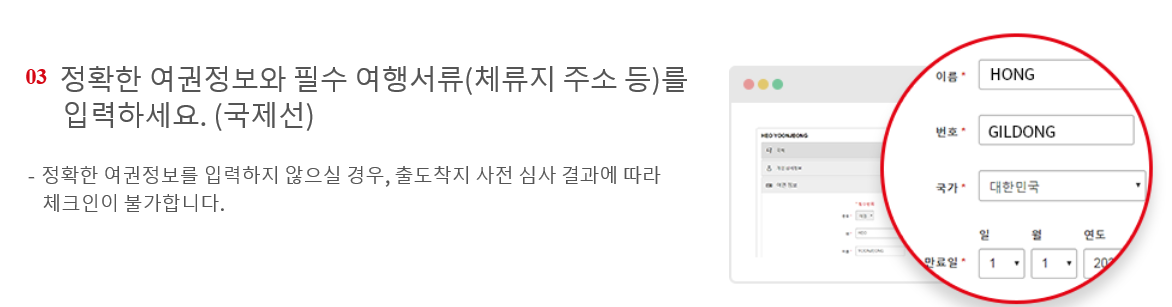 03 정확한 여권정보와 필수 여행서류(체류지 주소 등)를
입력하세요. (국제선)
- 정확한 여권정보를 입력하지 않으실 경우, 출도착지 사전 심사 결과에 따라
체크인이 불가합니다.
이름 * HONG
번호 * GILDONG
국가 * 대한민국
일 월 연도
만료일 * 1 1